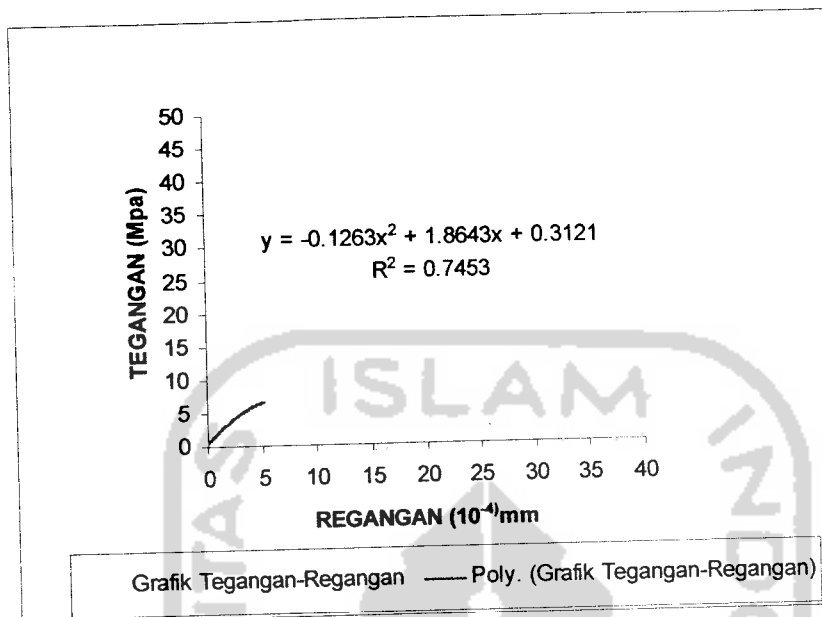 50
45
40
35
30
25
20
15
10
5
0
TEGANGAN (Mpa)
y = -0.1263x² + 1.8643x + 0.3121
R² = 0.7453
0 5 10 15 20 25 30 35 40
REGANGAN (10⁻⁴)mm
Grafik Tegangan-Regangan Poly. (Grafik Tegangan-Regangan)
ISLAM
ITAS
INDO